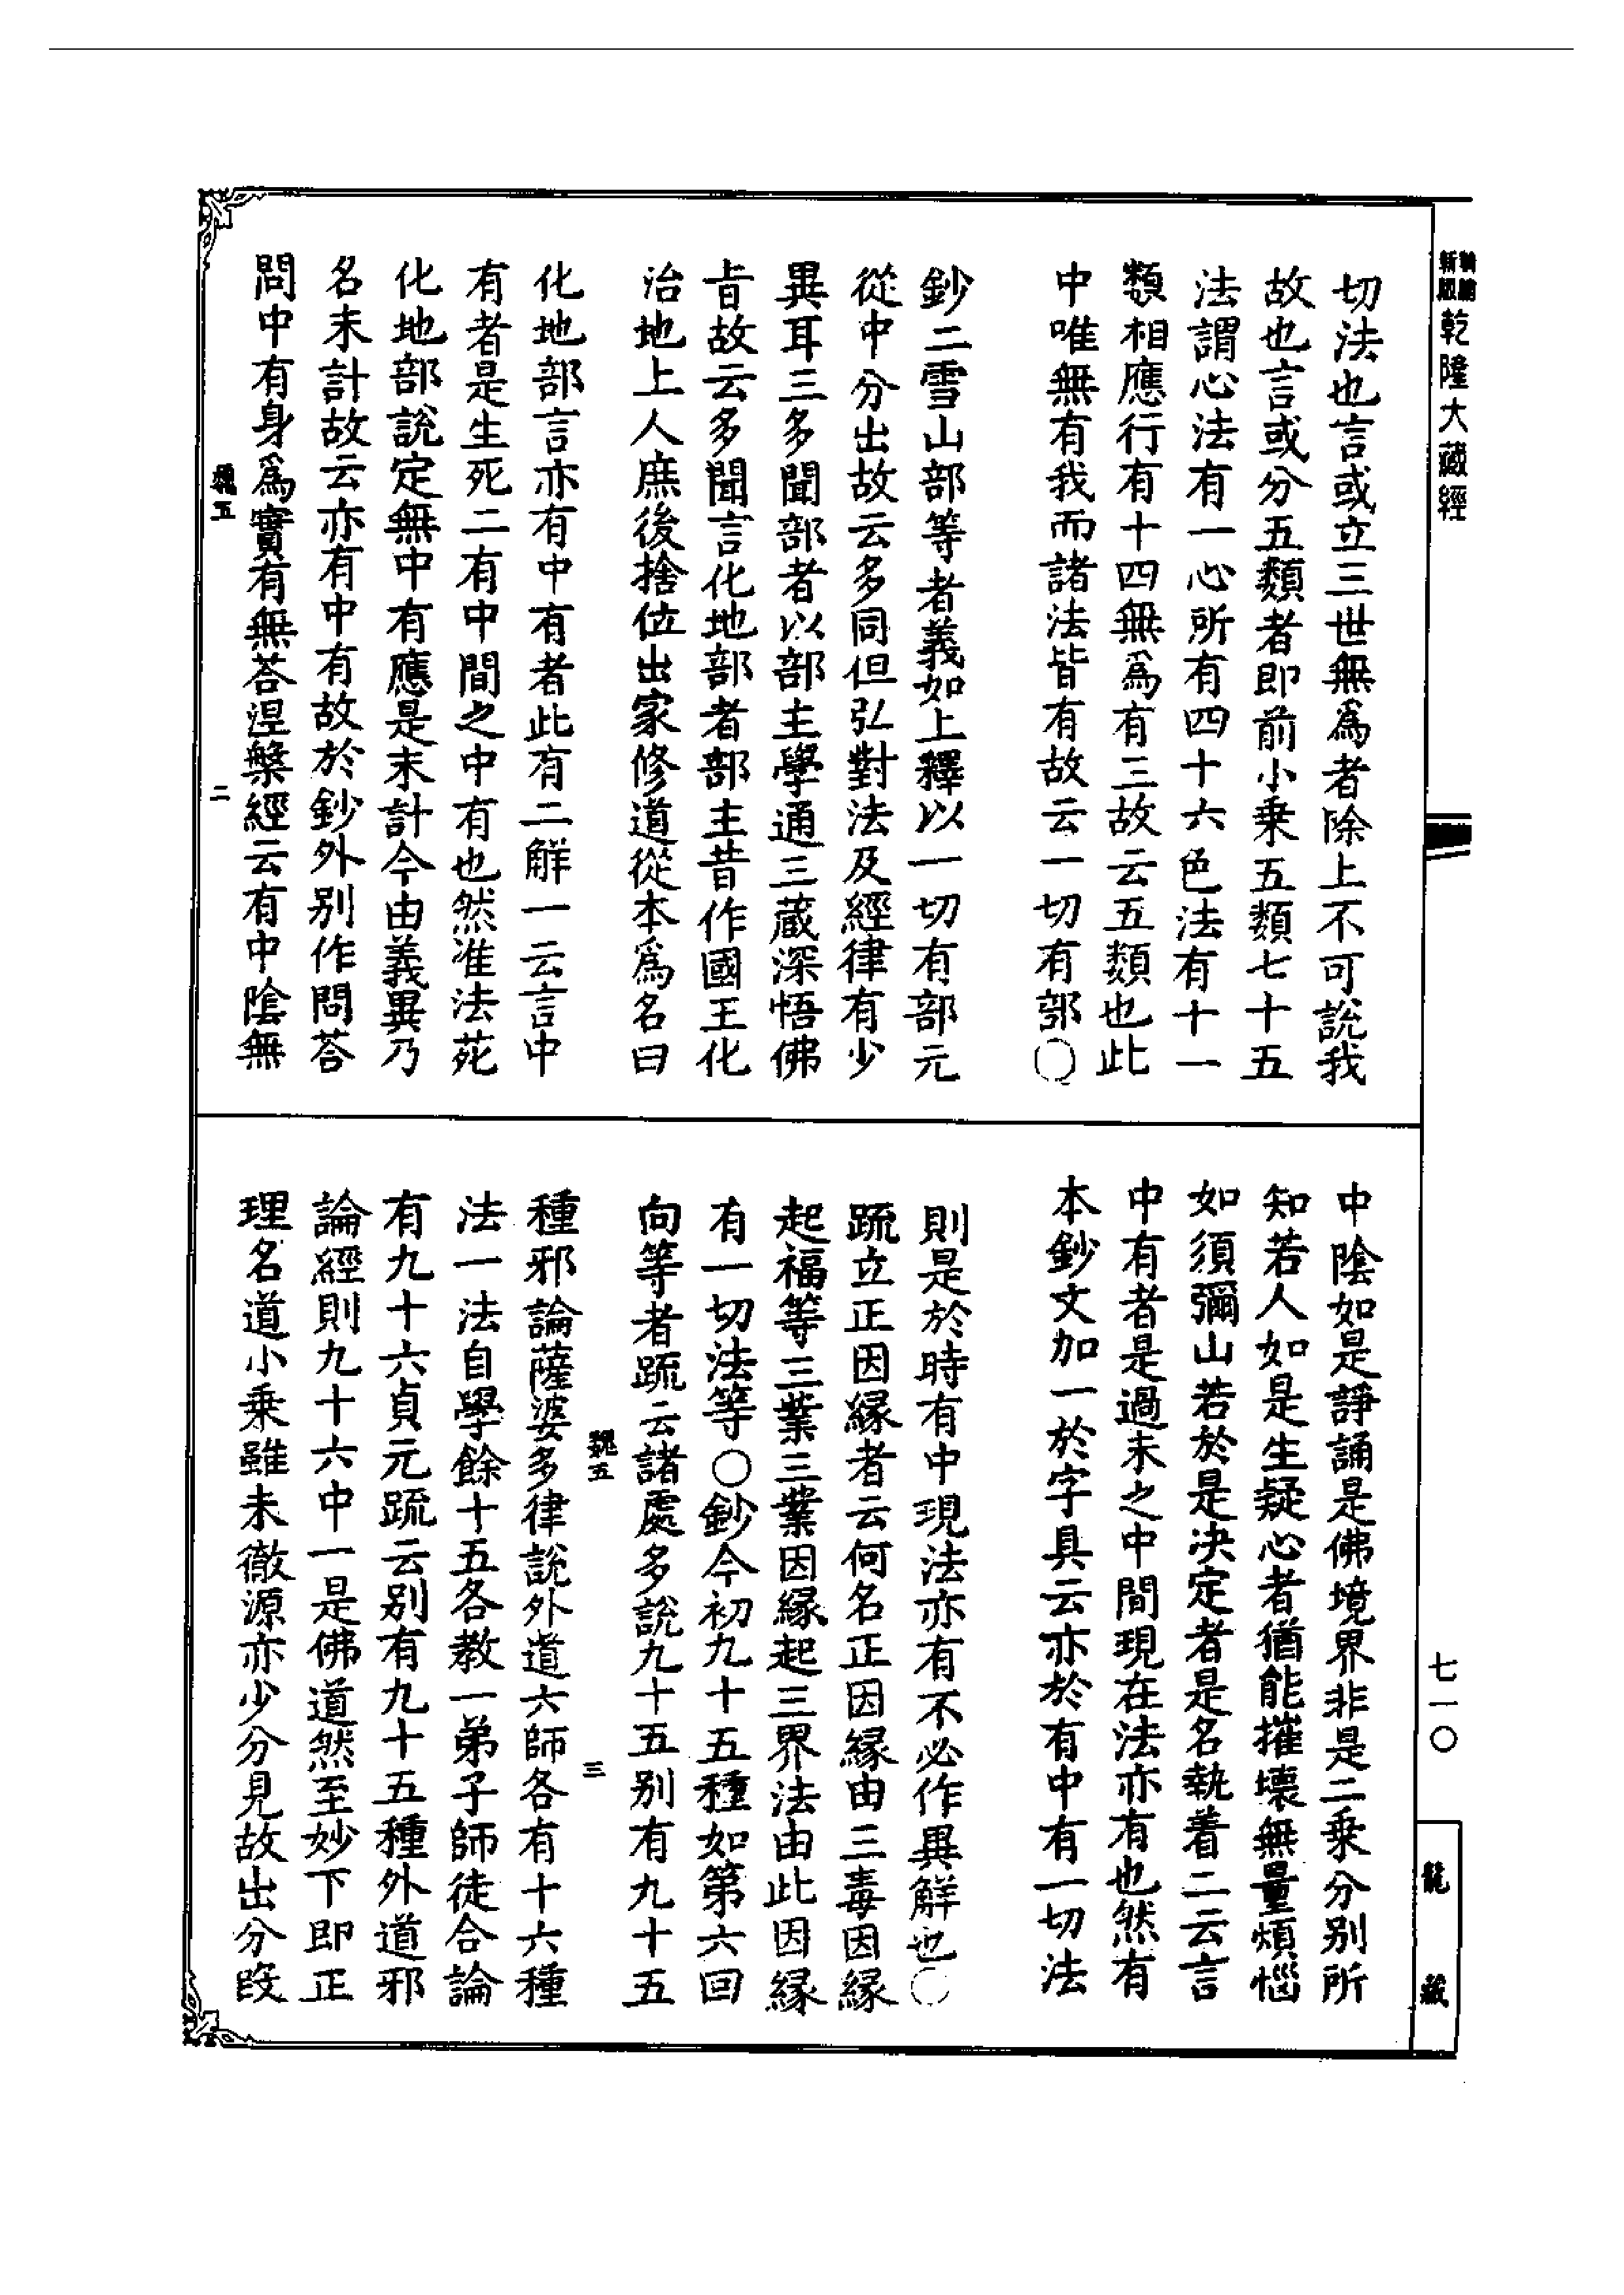 新版
乾隆大藏經
切法也言或立三世無為者除上不可說我
故也言或分五類者即前小乘五類七十五
法謂心法有一心所有四十六色法有十一
類相應行有十四無為有三故云五類也此
中唯無有我而諸法皆有故云一切有部〇
鈔二雪山部等者義如上釋以一切有部元
從中分出故云多同但弘對法及經律有少
異耳三多聞部者以部主學通三藏深悟佛
旨故云多聞言化地部者部主昔作國王化
治地上人庶後捨位出家修道從本為名曰
化地部言亦有中有者此有二解一云言中
有者是生死二有中間之中有也然准法苑
化地部說定無中有應是末計今由義異乃
名末計故云亦有中有故於鈔外別作問荅
問中有身為實有無荅涅槃經云有中陰無
魏五
二
中陰如是諍論是佛境界非是二乘分別所
知若人如是生疑心者猶能摧壞無量煩惱
如須彌山若於是決定者是名執着二云言
中有者是過未之中間現在法亦有也然有
本鈔文加一於字具云亦於有中有一切法
則是於時有中現法亦有不必作異解也〇
疏立正因緣者云何名正因緣由三毒因緣
起福等三業三業因緣起三界法由此因緣
有一切法等〇鈔今初九十五種如第六回
向等者疏云諸處多說九十五別有九十五
魏五
三
種邪論薩婆多律說外道六師各有十六種
法一法自學餘十五各教一弟子師徒合論
有九十六貞元疏云別有九十五種外道邪
論經則九十六中一是佛道然至妙下即正
理名道小乘雖未徹源亦少分見故出分段
七一〇
龍藏